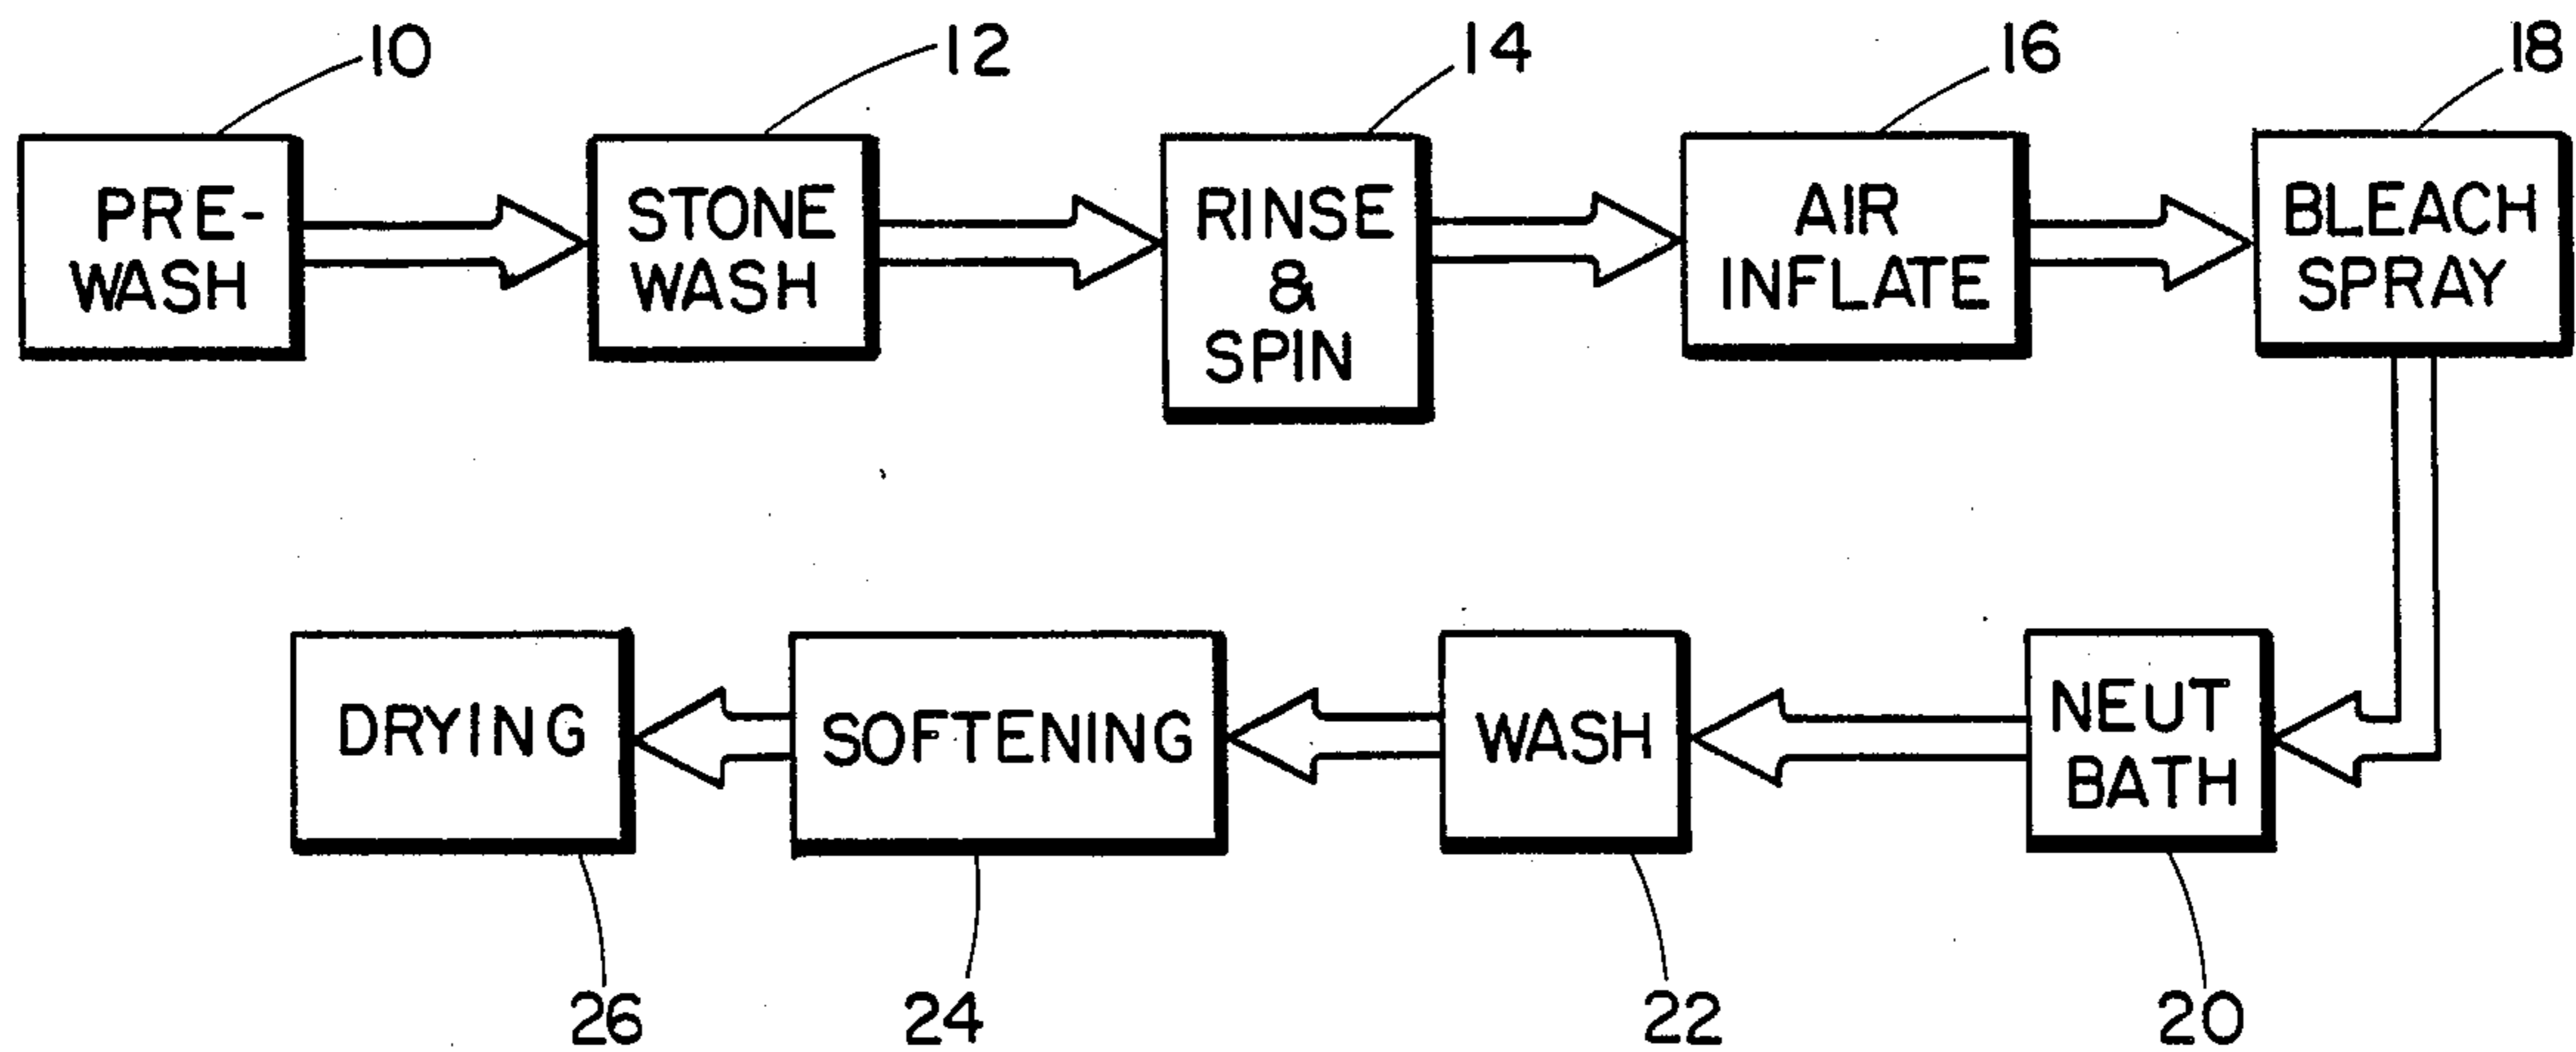 10
12
14
16
18
PRE-
WASH
STONE
WASH
RINSE
&
SPIN
AIR
INFLATE
BLEACH
SPRAY
DRYING
SOFTENING
WASH
NEUT
BATH
26
24
22
20